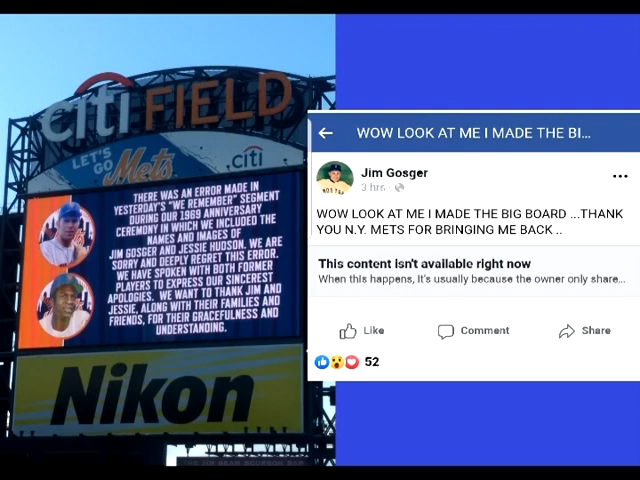 citi FIELD
LET'S GO Mets
citi
THERE WAS AN ERROR MADE IN
YESTERDAY'S "WE REMEMBER" SEGMENT
DURING OUR 1969 ANNIVERSARY
CEREMONY IN WHICH WE INCLUDED THE
NAMES AND IMAGES OF
JIM GOSGER AND JESSE HUDSON. WE ARE
SORRY AND DEEPLY REGRET THIS ERROR.
WE HAVE SPOKEN WITH BOTH FORMER
PLAYERS TO EXPRESS OUR SINCEREST
APOLOGIES. WE WANT TO THANK JIM AND
JESSIE, ALONG WITH THEIR FAMILIES AND
FRIENDS, FOR THEIR GRACEFULNESS AND
UNDERSTANDING.
Nikon
WOW LOOK AT ME I MADE THE BI...
Jim Gosger
3 hrs ·
WOW LOOK AT ME I MADE THE BIG BOARD ...THANK
YOU N.Y. METS FOR BRINGING ME BACK ..
This content isn't available right now
When this happens, it's usually because the owner only share...
Like Comment Share
52